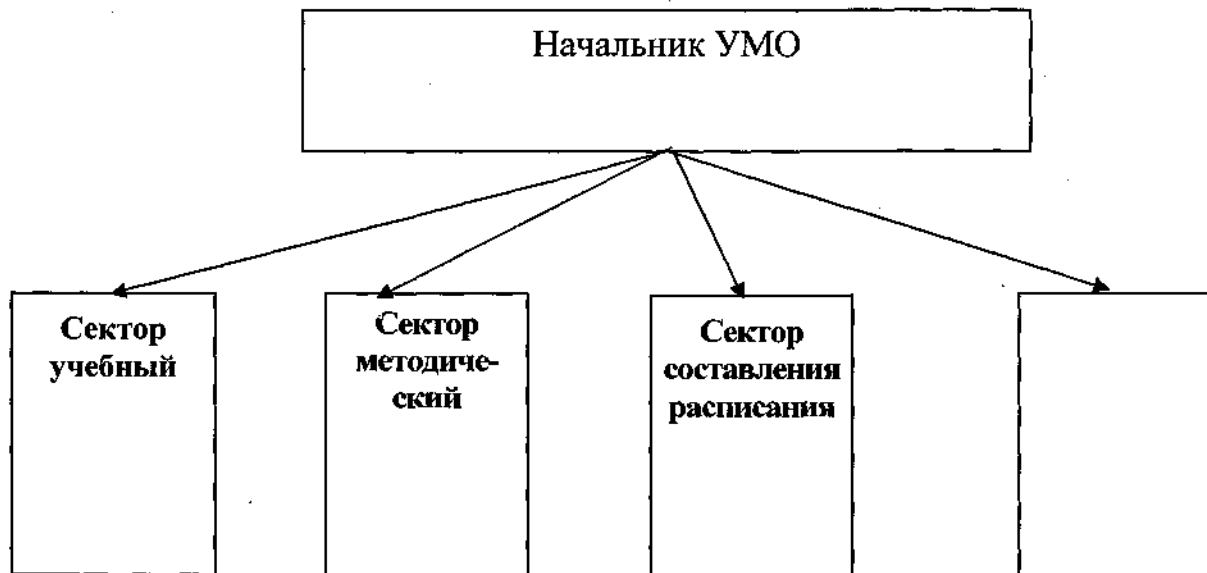 Начальник УМО
Сектор
учебный
Сектор
методиче-
ский
Сектор
составления
расписания